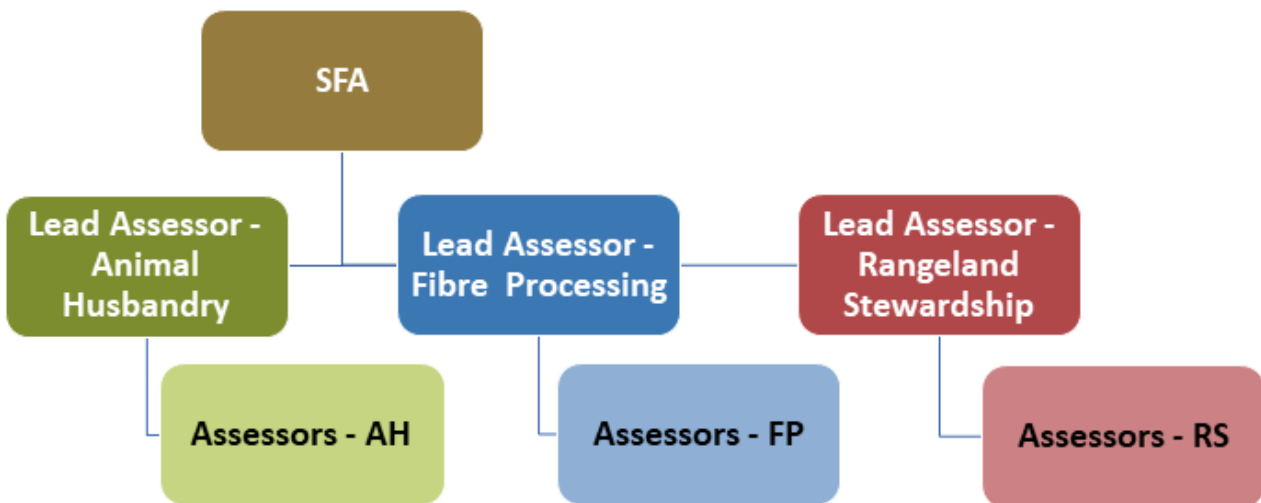 SFA
Lead Assessor -
Animal
Husbandry
Lead Assessor -
Fibre  Processing
Lead Assessor -
Rangeland
Stewardship
Assessors - AH
Assessors - FP
Assessors - RS